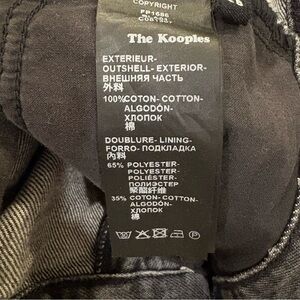 COPYRIGHT
The Kooples
EXTERIEUR-
OUTSHELL-EXTERIOR-
ВНЕШНЯЯ ЧАСТЬ
外料
100%COTON-COTTON-
ALGODÓN-
ХЛОПОК
棉
DOUBLURE-LINING-
FORRO-ПОДКЛАДКА
內料
65% POLYESTER-
POLYESTER-
POLIÉSTER-
ПОЛИЭСТЕР
聚酯纤维
35% COTON-COTTON-
ALGODÓN-
ХЛОПОК
棉